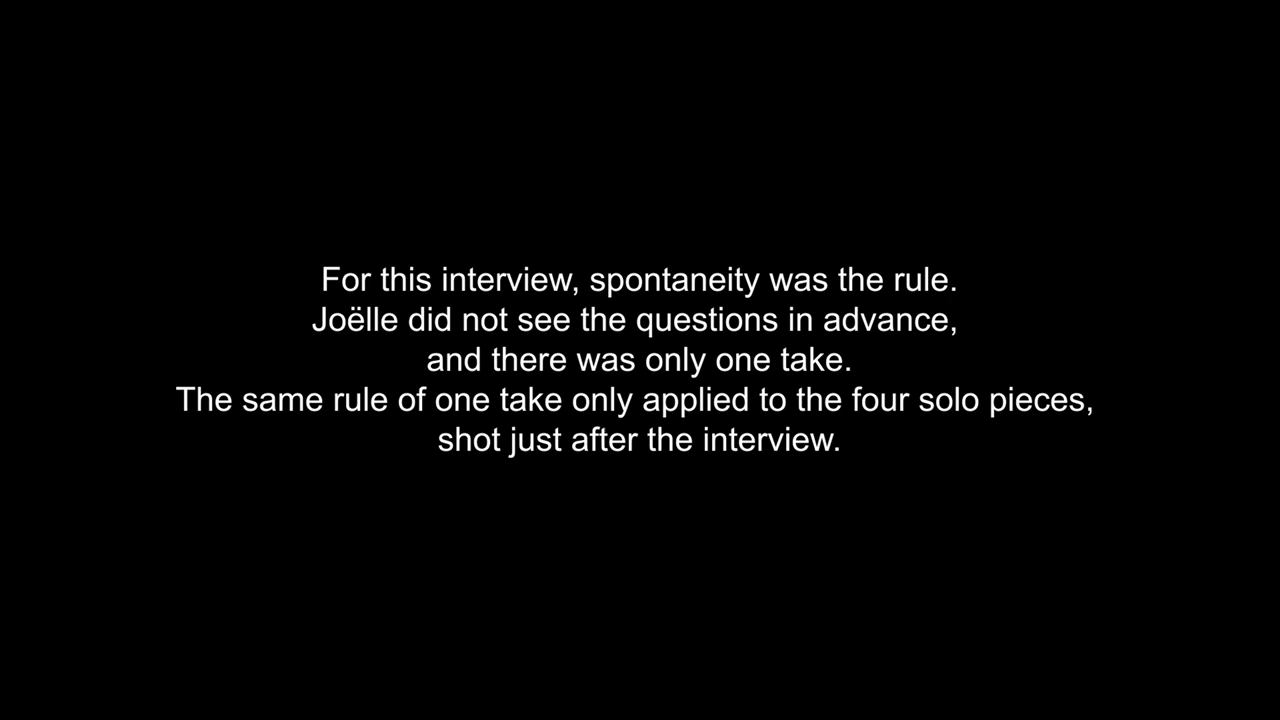 For this interview, spontaneity was the rule.
Joëlle did not see the questions in advance,
and there was only one take.
The same rule of one take only applied to the four solo pieces,
shot just after the interview.